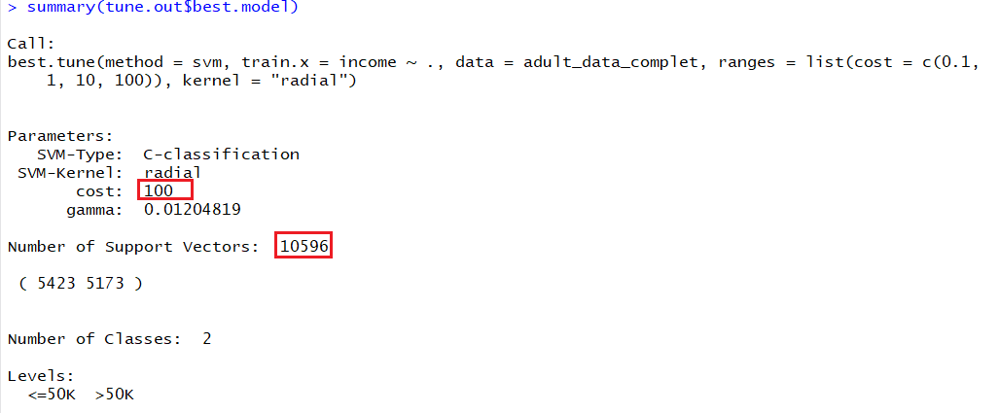 > summary(tune.out$best.model)
Call:
best.tune(method = svm, train.x = income ~ ., data = adult_data_complet, ranges = list(cost = c(0.1,
1, 10, 100)), kernel = "radial")
Parameters:
SVM-Type: C-classification
SVM-Kernel: radial
cost: 100
gamma: 0.01204819
Number of Support Vectors: 10596
( 5423 5173 )
Number of Classes: 2
Levels:
<=50K >50K